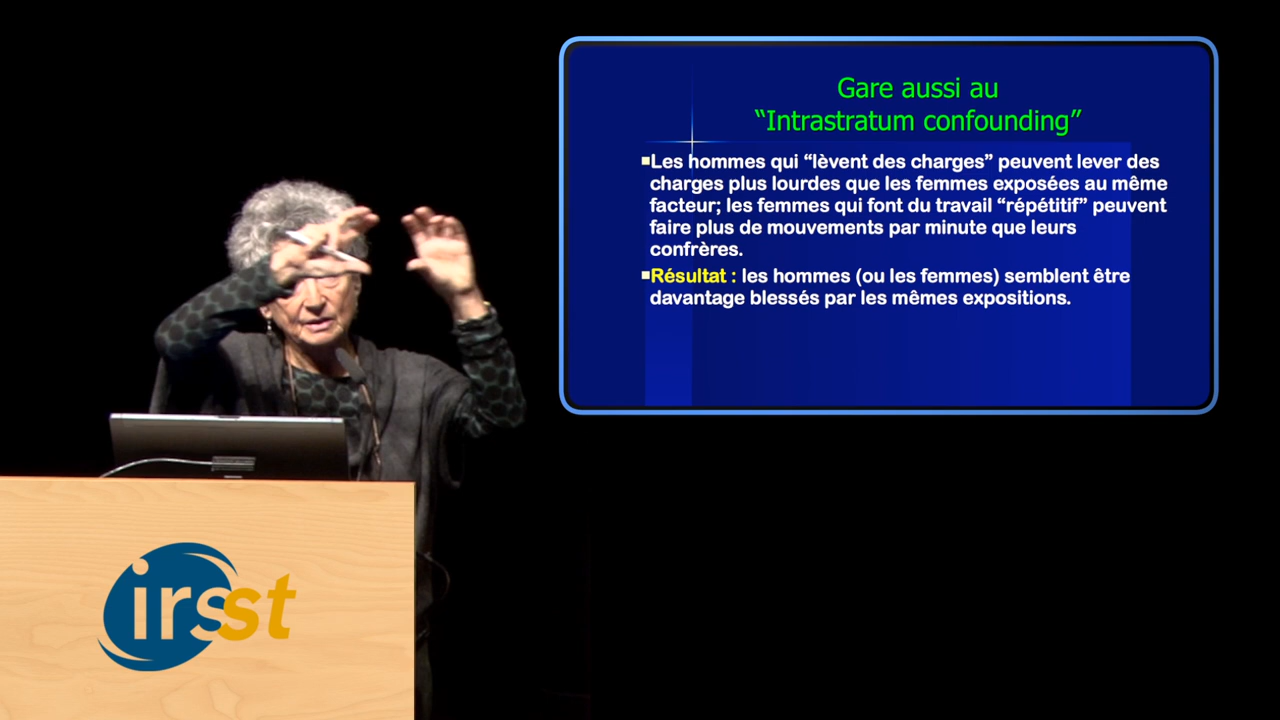 Gare aussi au
“Intrastratum confounding”
Les hommes qui “lèvent des charges” peuvent lever des
charges plus lourdes que les femmes exposées au même
facteur; les femmes qui font du travail “répétitif” peuvent
faire plus de mouvements par minute que leurs
confrères.
Résultat : les hommes (ou les femmes) semblent être
davantage blessés par les mêmes expositions.
irsst